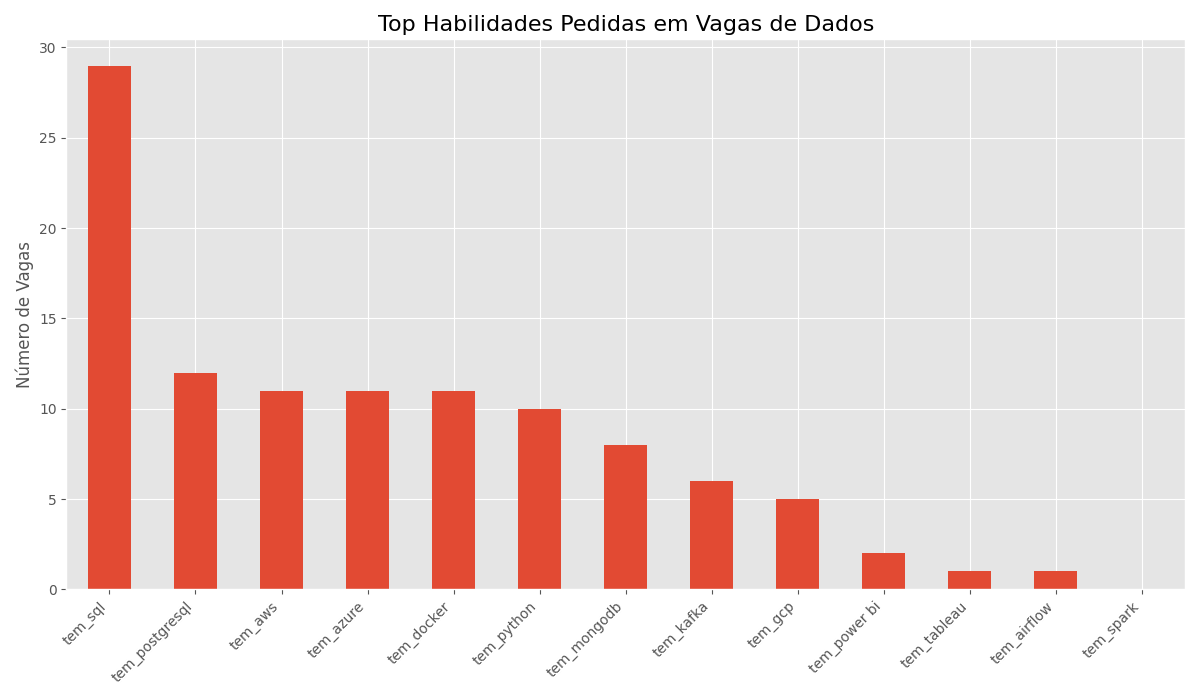 Top Habilidades Pedidas em Vagas de Dados
Número de Vagas
30
25
20
15
10
5
0
tem_sql
tem_postgresql
tem_aws
tem_azure
tem_docker
tem_python
tem_mongodb
tem_kafka
tem_gcp
tem_power bi
tem_tableau
tem_airflow
tem_spark